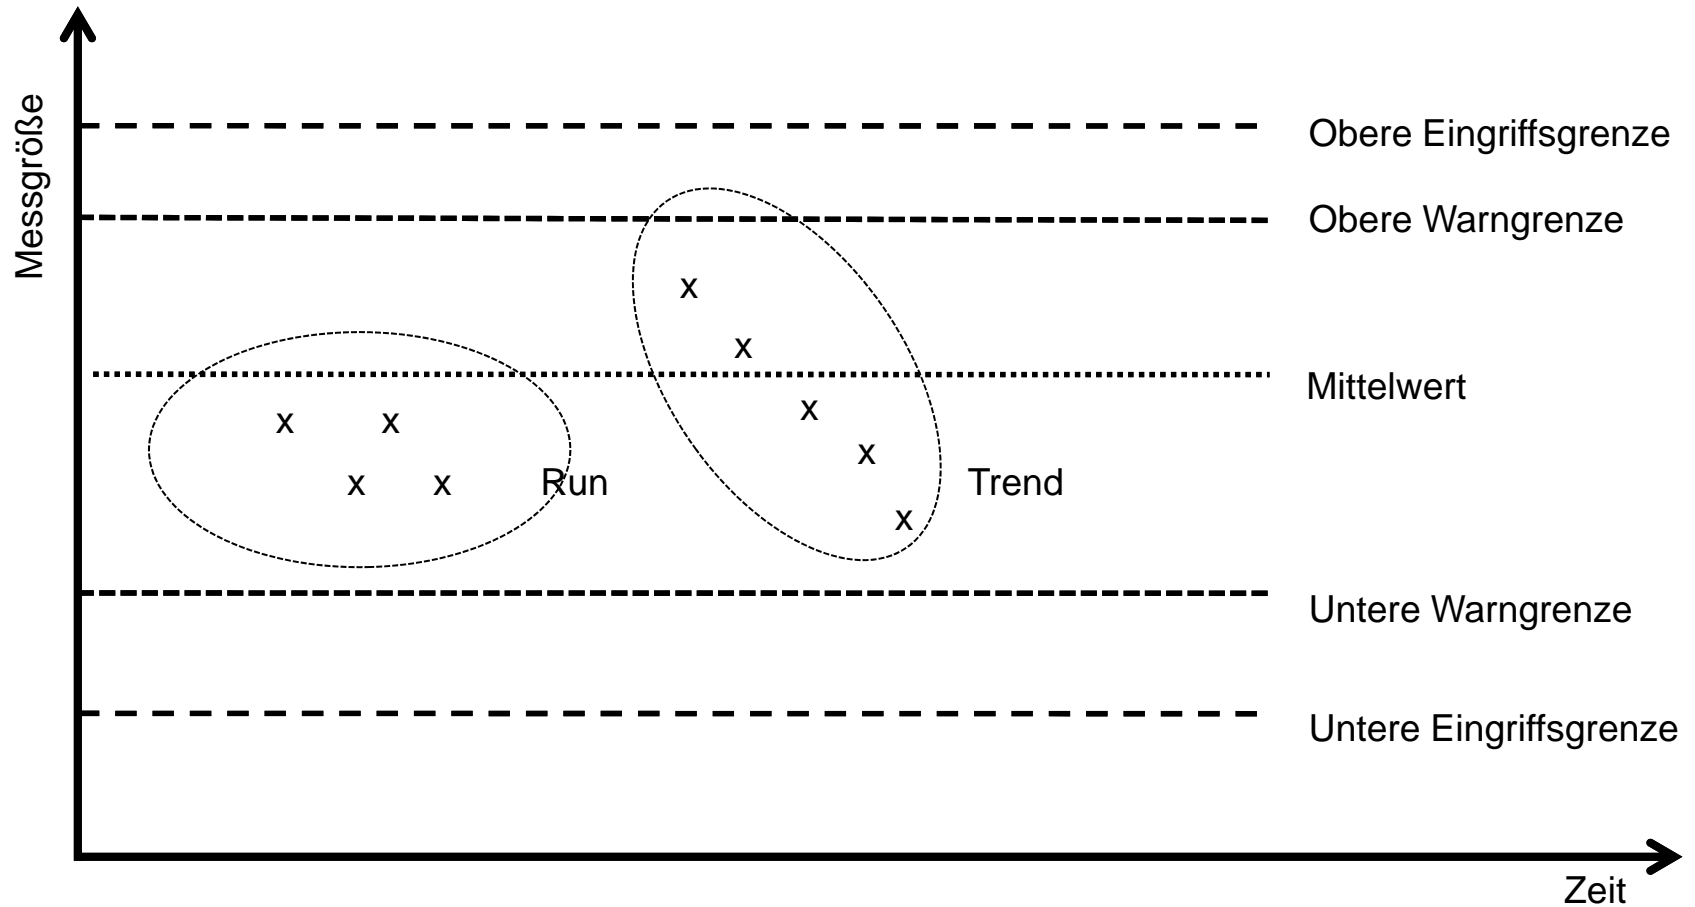 Messgröße
Obere Eingriffsgrenze
Obere Warngrenze
x
x
Mittelwert
x
x x
x
x x
Run
Trend
x
Untere Warngrenze
Untere Eingriffsgrenze
Zeit